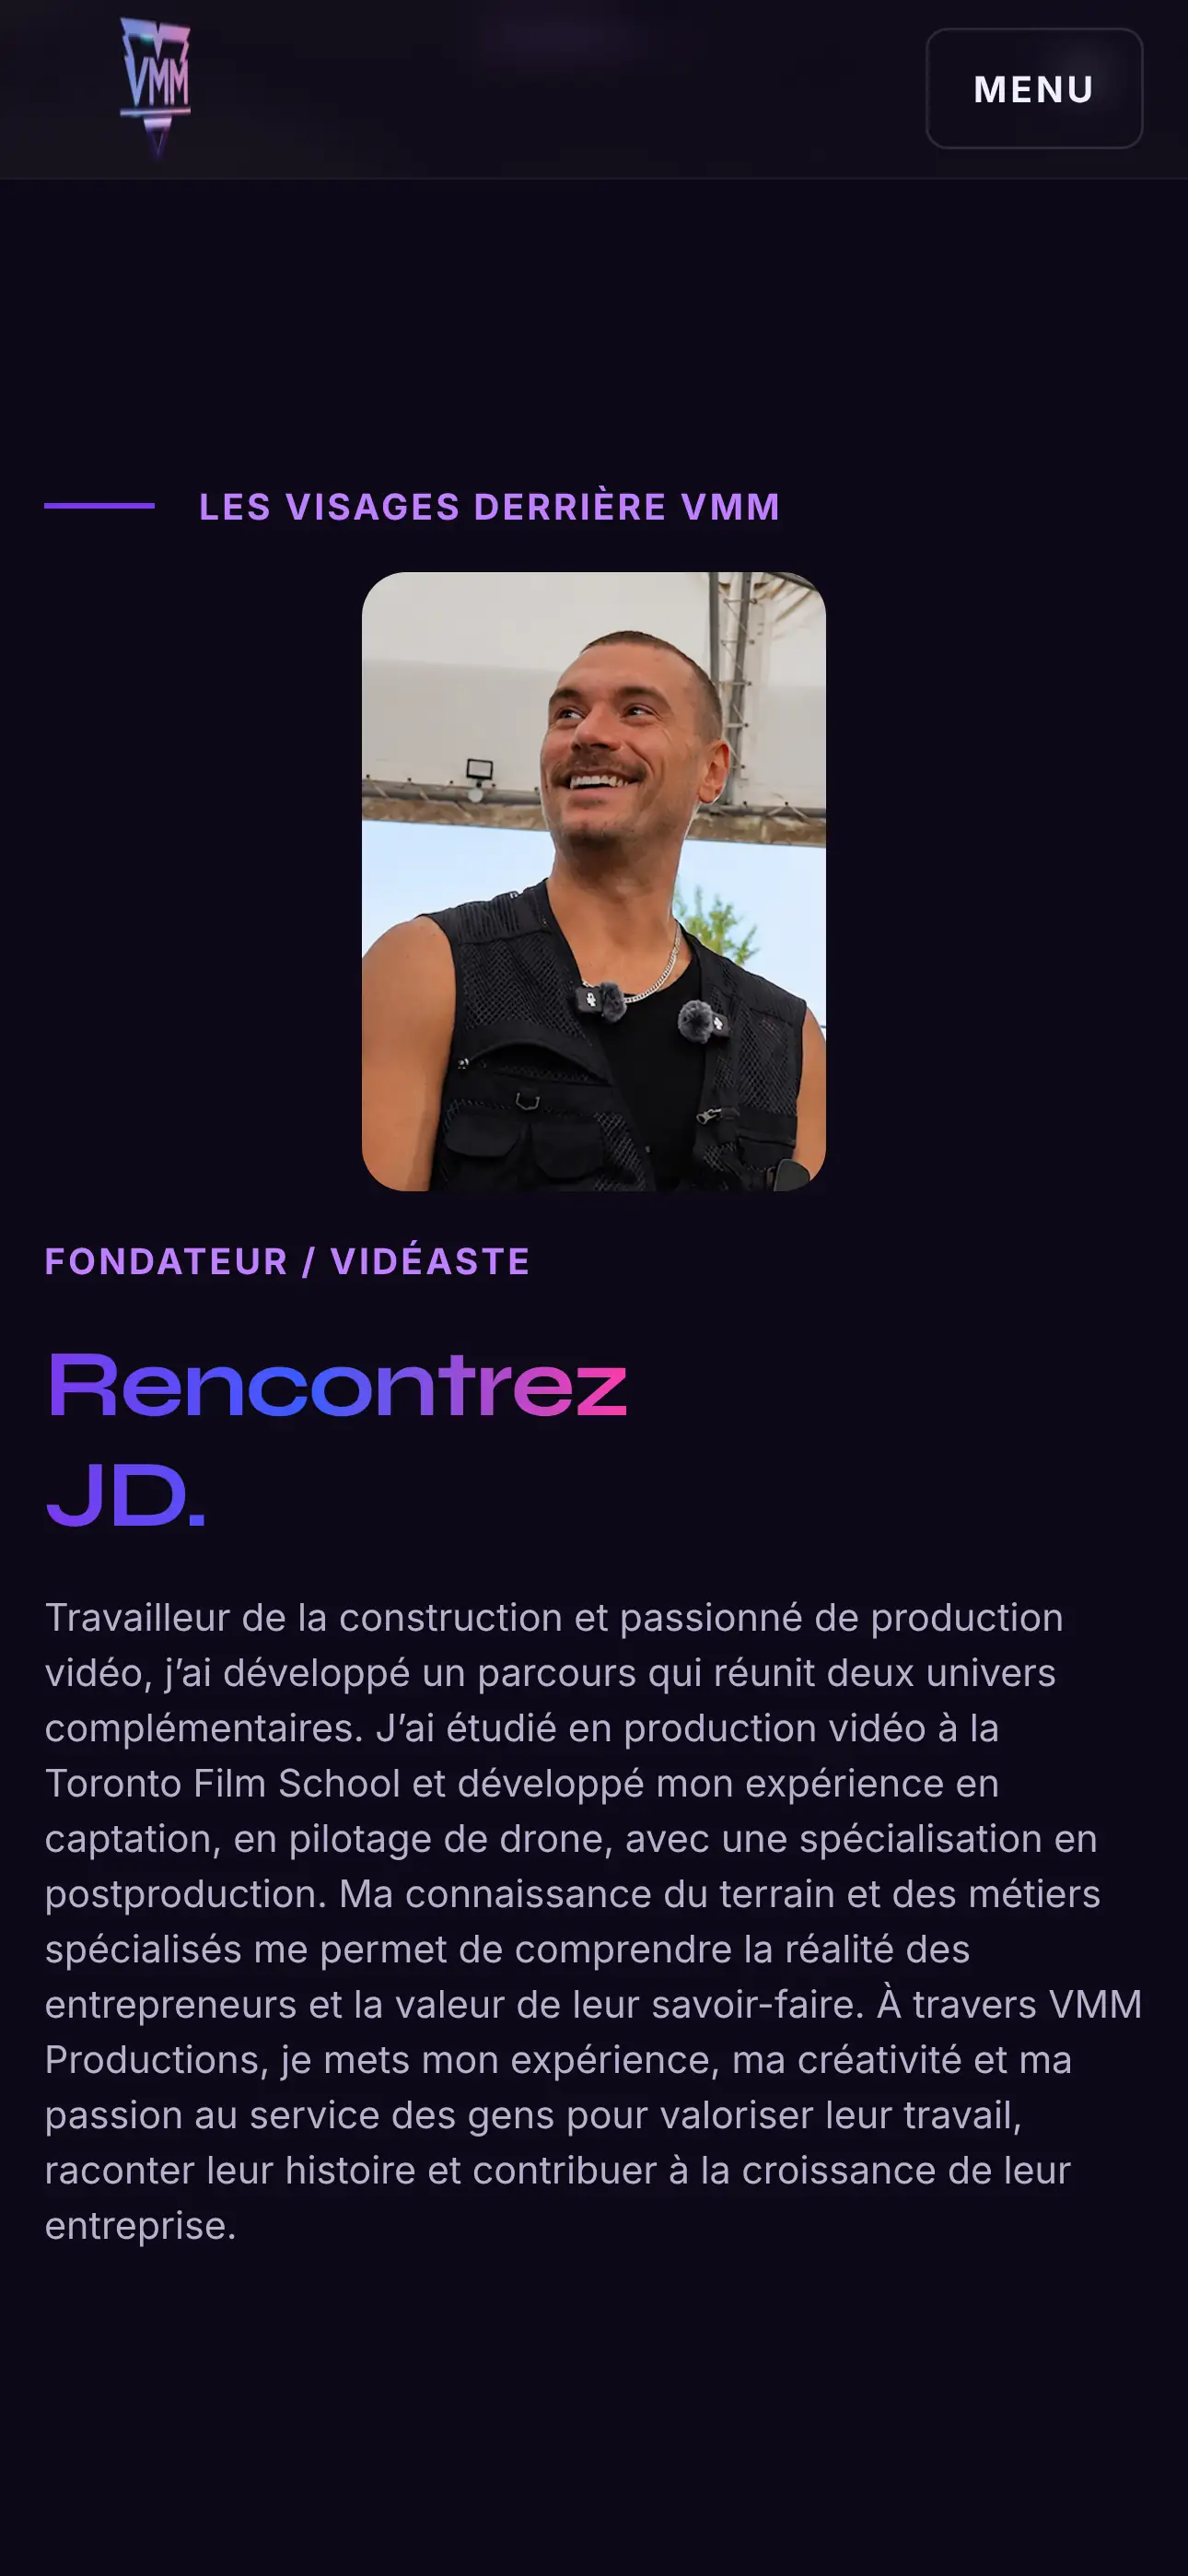 VMM
MENU
LES VISAGES DERRIÈRE VMM
FONDATEUR / VIDÉASTE
Rencontrez
JD.
Travailleur de la construction et passionné de production
vidéo, j’ai développé un parcours qui réunit deux univers
complémentaires. J’ai étudié en production vidéo à la
Toronto Film School et développé mon expérience en
captation, en pilotage de drone, avec une spécialisation en
postproduction. Ma connaissance du terrain et des métiers
spécialisés me permet de comprendre la réalité des
entrepreneurs et la valeur de leur savoir-faire. À travers VMM
Productions, je mets mon expérience, ma créativité et ma
passion au service des gens pour valoriser leur travail,
raconter leur histoire et contribuer à la croissance de leur
entreprise.